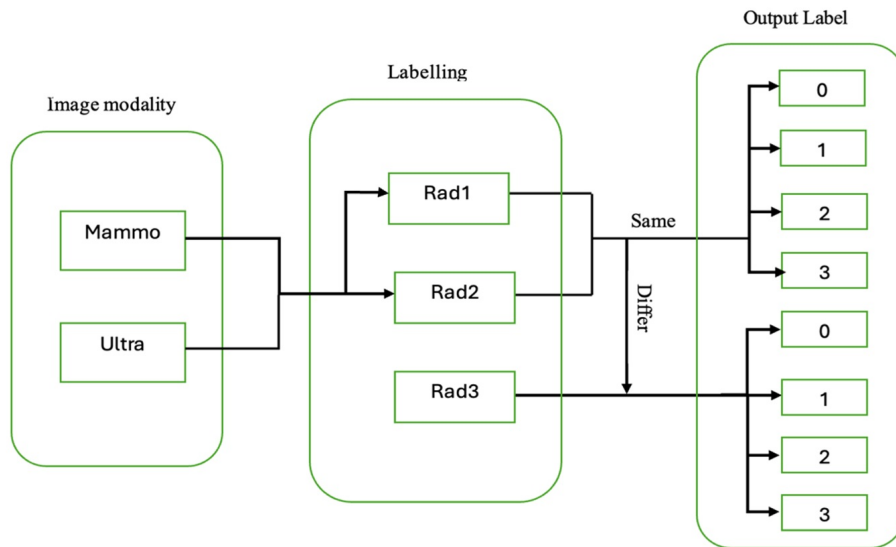 Output Label
Labelling
Image modality
Mammo
Ultra
Rad1
Rad2
Rad3
Same
Differ
0
1
2
3
0
1
2
3